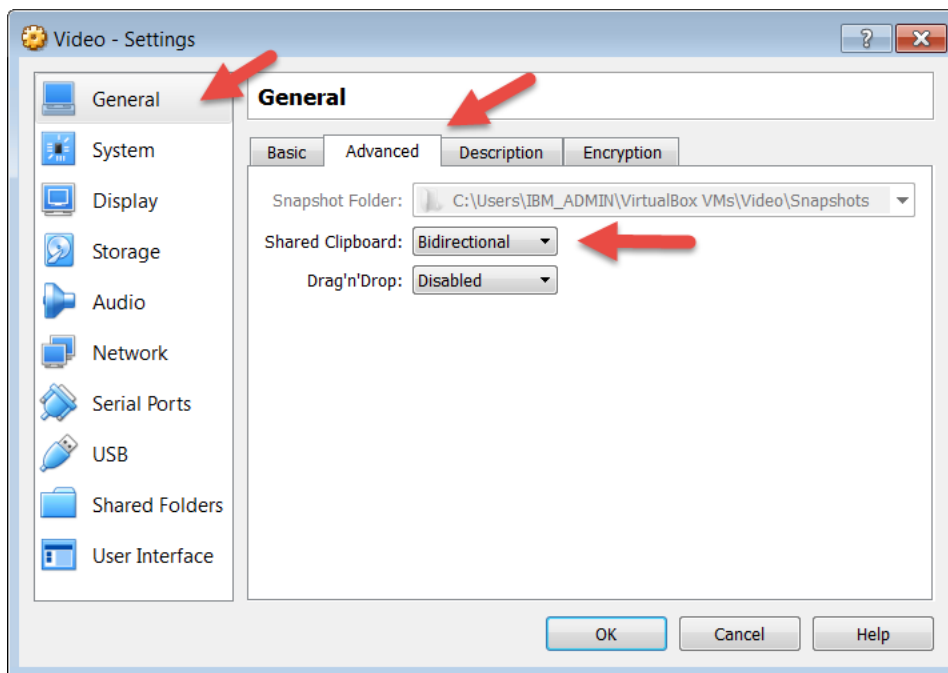 Video - Settings
General
System
Display
Storage
Audio
Network
Serial Ports
USB
Shared Folders
User Interface
General
Basic Advanced Description Encryption
Snapshot Folder: C:\Users\IBM_ADMIN\VirtualBox VMs\Video\Snapshots
Shared Clipboard: Bidirectional
Drag'n'Drop: Disabled
OK Cancel Help